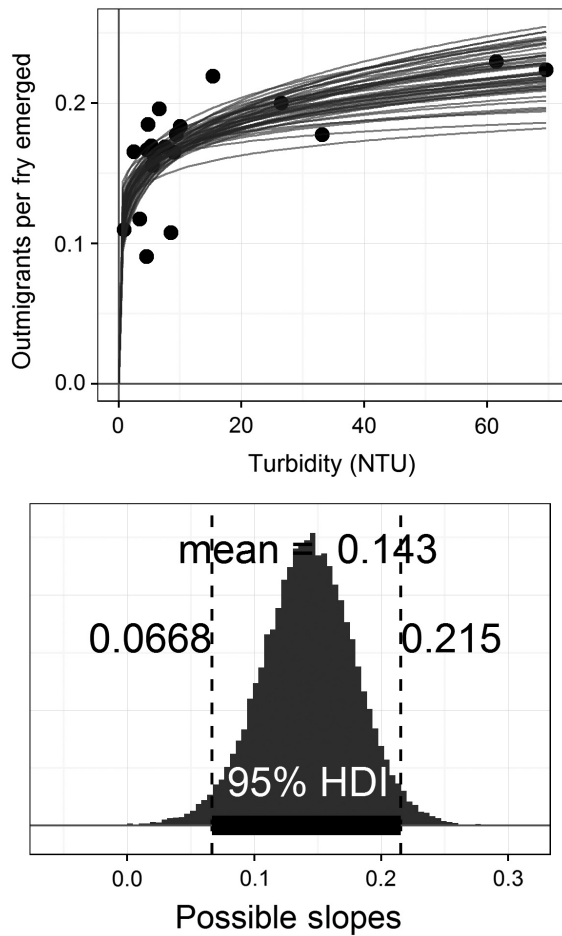 Outmigrants per fry emerged
0.2
0.1
0.0
0 20 40 60
Turbidity (NTU)
mean = 0.143
0.0668 0.215
95% HDI
0.0 0.1 0.2 0.3
Possible slopes